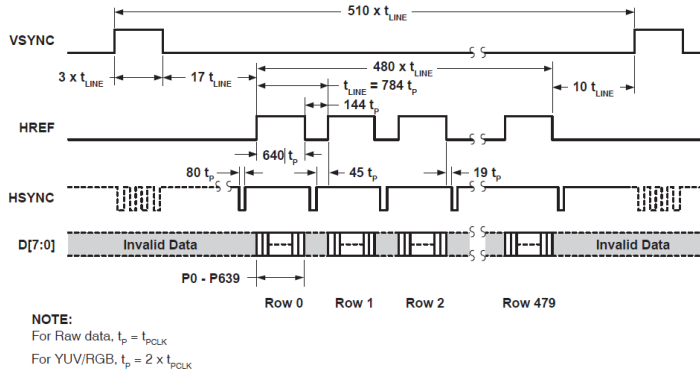 510 x tLINE
VSYNC
480 x tLINE
3 x tLINE
17 tLINE
tLINE = 784 tP
10 tLINE
144 tP
HREF
640 tP
80 tP
45 tP
19 tP
HSYNC
D[7:0]
Invalid Data
Invalid Data
P0 - P639
Row 0
Row 1
Row 2
Row 479
NOTE:
For Raw data, tP = tPCLK
For YUV/RGB, tP = 2 x tPCLK